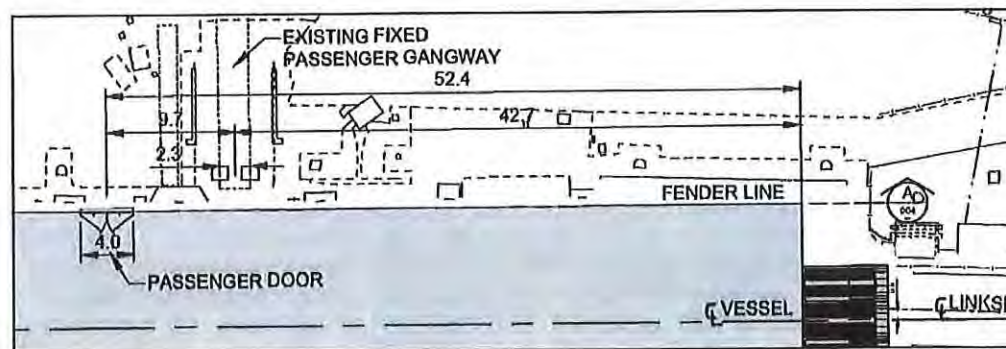 EXISTING FIXED
PASSENGER GANGWAY
52.4
9.7
42.7
2.3
FENDER LINE
A
004
4.0
PASSENGER DOOR
℄ VESSEL
℄ LINKS